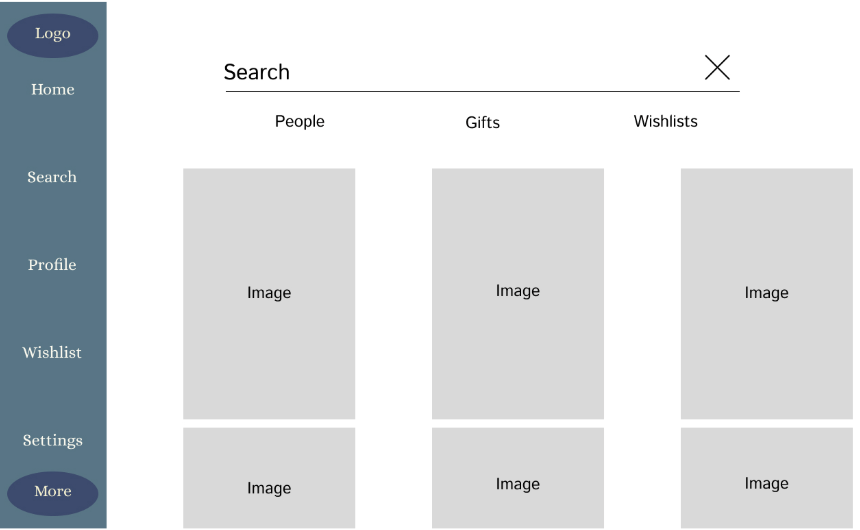 Logo
Home
Search
Profile
Wishlist
Settings
More
Search
People
Gifts
Wishlists
Image
Image
Image
Image
Image
Image